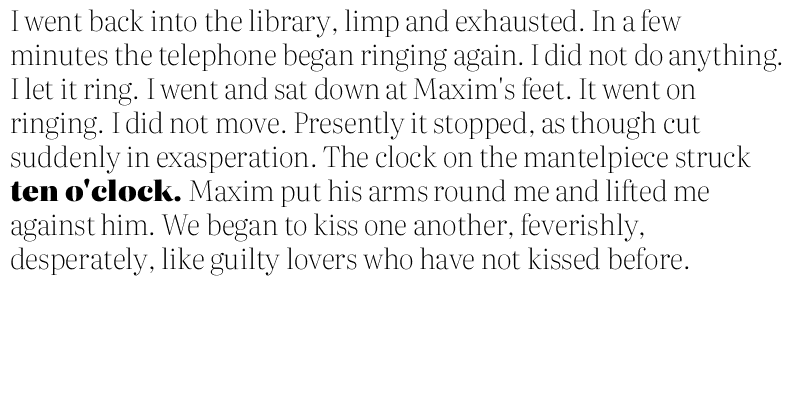 I went back into the library, limp and exhausted. In a few
minutes the telephone began ringing again. I did not do anything.
I let it ring. I went and sat down at Maxim's feet. It went on
ringing. I did not move. Presently it stopped, as though cut
suddenly in exasperation. The clock on the mantelpiece struck
ten o'clock. Maxim put his arms round me and lifted me
against him. We began to kiss one another, feverishly,
desperately, like guilty lovers who have not kissed before.